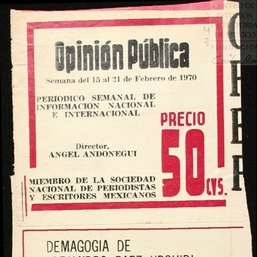 Opinión Pública
Semana del 15 al 21 de Febrero de 1970
PERIODICO SEMANAL DE
INFORMACION NACIONAL
E INTERNACIONAL
PRECIO
50 CVS.
Director,
ANGEL ANDONEGUI
MIEMBRO DE LA SOCIEDAD
NACIONAL DE PERIODISTAS
Y ESCRITORES MEXICANOS
DEMAGOGIA DE